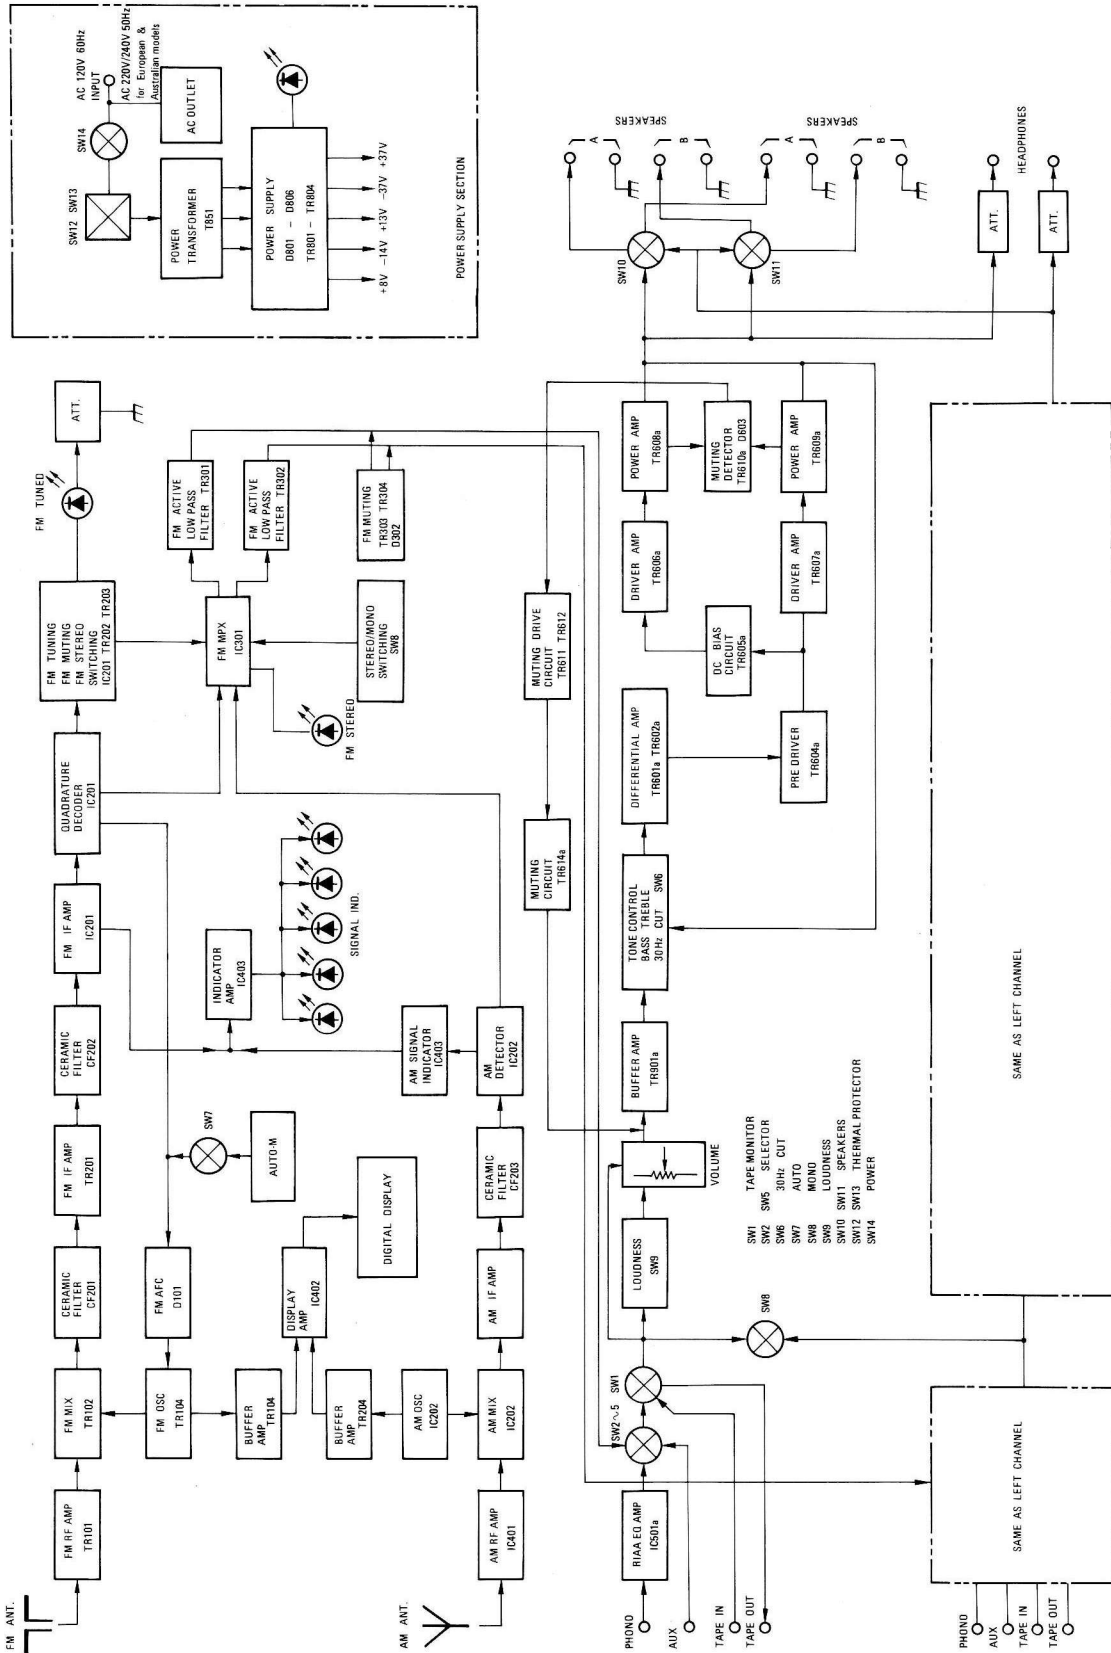 FM ANT.
FM RF AMP
TR101
FM MIX
TR102
CERAMIC
FILTER
CF201
FM IF AMP
TR201
CERAMIC
FILTER
CF202
FM IF AMP
IC201
QUADRATURE
DECODER
IC201
FM TUNING
FM MUTING
FM STEREO
SWITCHING
IC201 TR202 TR203
FM TUNED
ATT.
FM OSC
TR104
FM AFC
D101
SW7
AUTO-M
BUFFER
AMP TR104
DISPLAY
AMP
IC402
DIGITAL DISPLAY
BUFFER
AMP TR204
AM OSC
IC202
INDICATOR
AMP
IC403
SIGNAL IND.
FM MPX
IC301
FM STEREO
STEREO/MONO
SWITCHING
SW8
FM ACTIVE
LOW PASS
FILTER TR301
FM ACTIVE
LOW PASS
FILTER TR302
FM MUTING
TR303 TR304
D302
AM ANT.
AM RF AMP
IC401
AM MIX
IC202
AM IF AMP
CERAMIC
FILTER
CF203
AM
DETECTOR
IC202
AM SIGNAL
INDICATOR
IC403
SW12 SW13
SW14
AC 120V 60Hz
INPUT
AC 220V/240V 50Hz
for European &
Australian models
AC OUTLET
POWER
TRANSFORMER
T851
POWER SUPPLY
D801 – D806
TR801 – TR804
+8V -14V +13V -37V +37V
POWER SUPPLY SECTION
MUTING
CIRCUIT
TR614a
MUTING DRIVE
CIRCUIT
TR611 TR612
PHONO
AUX
TAPE IN
TAPE OUT
RIAA EQ AMP
IC501a
SW2～5
SW1
LOUDNESS
SW9
VOLUME
BUFFER AMP
TR901a
TONE CONTROL
BASS TREBLE
30Hz CUT SW6
DIFFERENTIAL AMP
TR601a TR602a
PRE DRIVER
TR604a
DC BIAS
CIRCUIT
TR605a
DRIVER AMP
TR606a
DRIVER AMP
TR607a
POWER AMP
TR608a
MUTING
DETECTOR
TR610a D603
POWER AMP
TR609a
SW10
SW11
SPEAKERS
A
B
SPEAKERS
A
B
ATT.
ATT.
HEADPHONES
SW8
SW1 TAPE MONITOR
SW2 SW5 SELECTOR
SW6 30Hz CUT
SW7 AUTO
SW8 MONO
SW9 LOUDNESS
SW10 SW11 SPEAKERS
SW12 SW13 THERMAL PROTECTOR
SW14 POWER
PHONO
AUX
TAPE IN
TAPE OUT
SAME AS LEFT CHANNEL
SAME AS LEFT CHANNEL